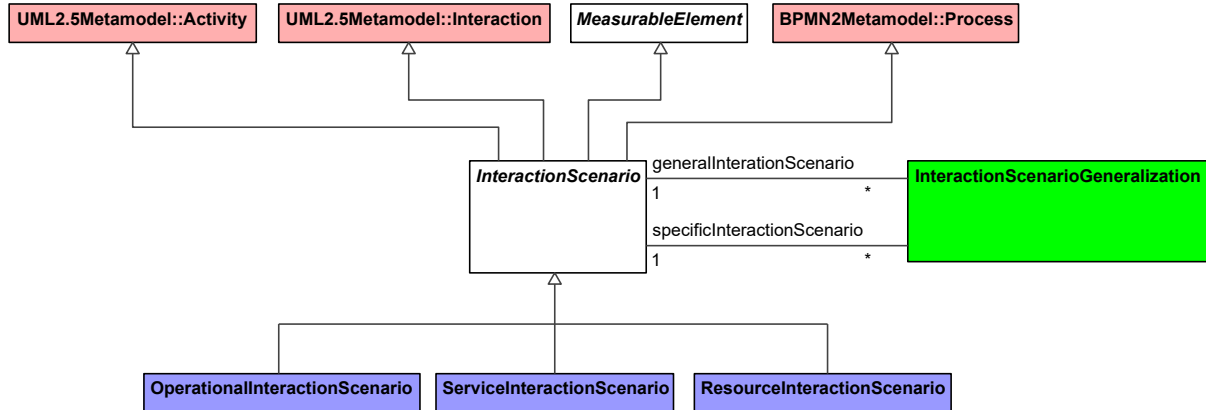 UML2.5Metamodel::Activity
UML2.5Metamodel::Interaction
MeasurableElement
BPMN2Metamodel::Process
InteractionScenario
generalInterationScenario
1
*
specificInteractionScenario
1
*
InteractionScenarioGeneralization
OperationalInteractionScenario
ServiceInteractionScenario
ResourceInteractionScenario